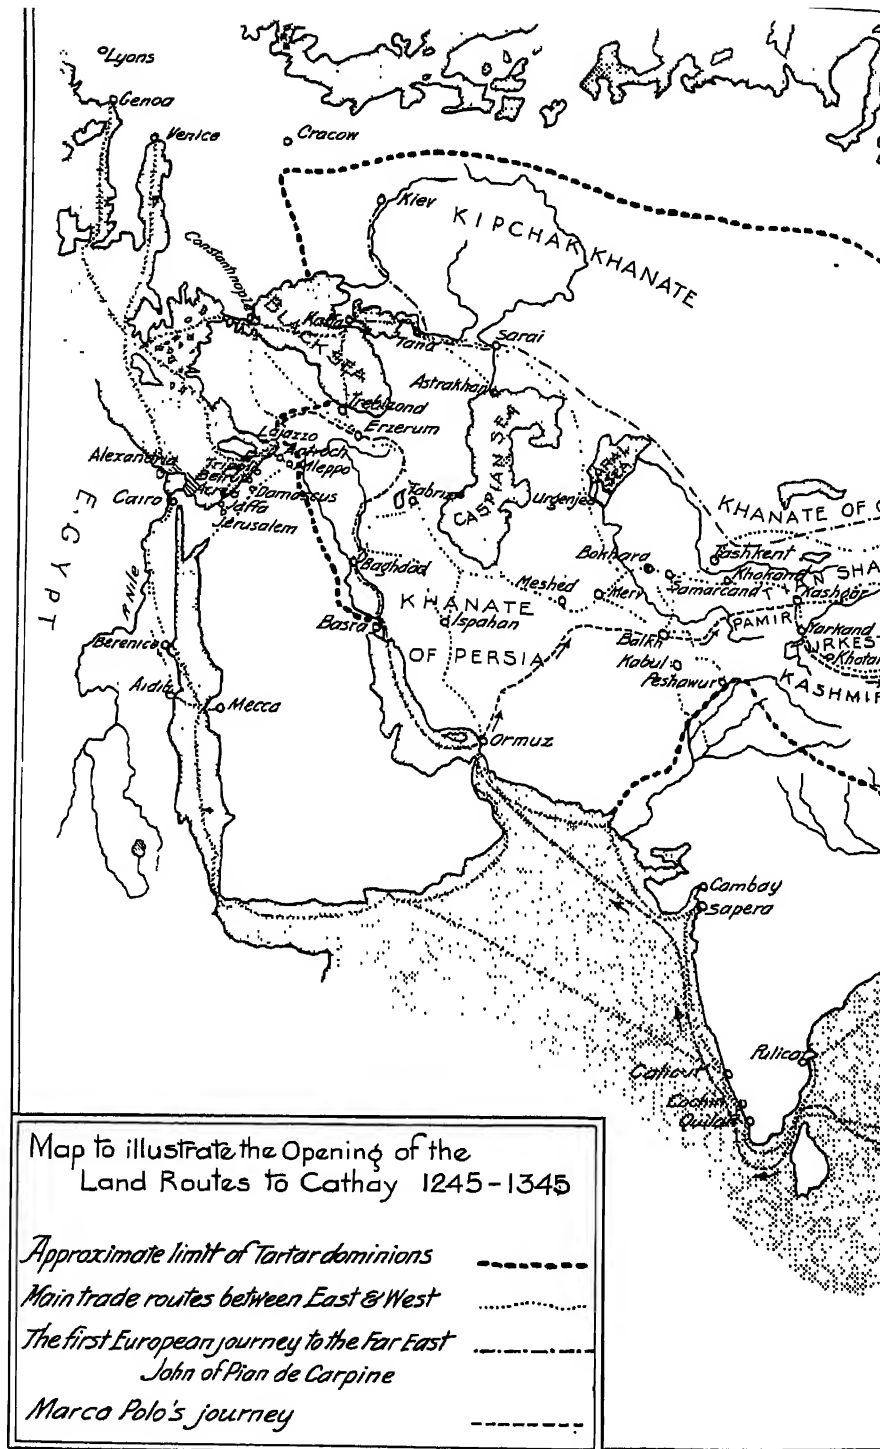 Lyons
Genoa
Venice
Cracow
Kiev
KIPCHAK KHANATE
Constantinople
BLACK SEA
Kaffa
Tana
Sarai
Astrakhan
Trebizond
Erzerum
Lajazzo
Antioch
Aleppo
Alexandria
Tripoli
Beirut
Acre
Damascus
Cairo
Jaffa
Jerusalem
EGYPT
R Nile
Tabriz
CASPIAN SEA
Urgenjes
ARAL SEA
KHANATE OF
Tashkent
Bokhara
Khokand
TIAN SHA
Samarcand
Kashgar
Baghdad
Meshed
Merv
KHANATE
OF PERSIA
Basra
Ispahan
Balkh
PAMIR
Yarkand
URKEST
Kabul
Khotan
Peshawur
KASHMIR
Berenice
Aidib
Mecca
Ormuz
Cambay
Sapera
Pulicat
Calicut
Cochin
Quilon
Map to illustrate the Opening of the
Land Routes to Cathay 1245-1345
Approximate limit of Tartar dominions
Main trade routes between East & West
The first European journey to the Far East
John of Pian de Carpine
Marco Polo's journey